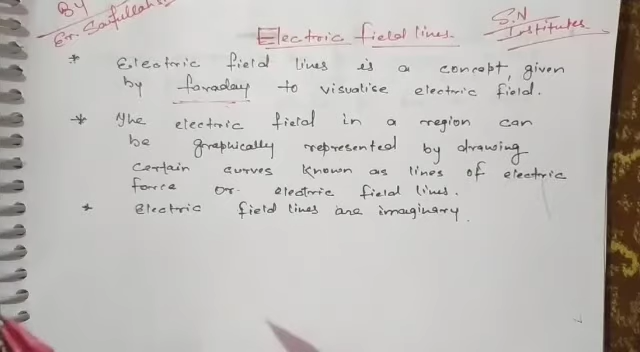 By
Er. Saifullah
S.N Institutes
Electric field lines.
* Electric field lines is a concept, given
by faraday to visualise electric field.
* The electric field in a region can
be graphically represented by drawing
certain curves known as lines of electric
force or electric field lines.
* Electric field lines are imaginary.